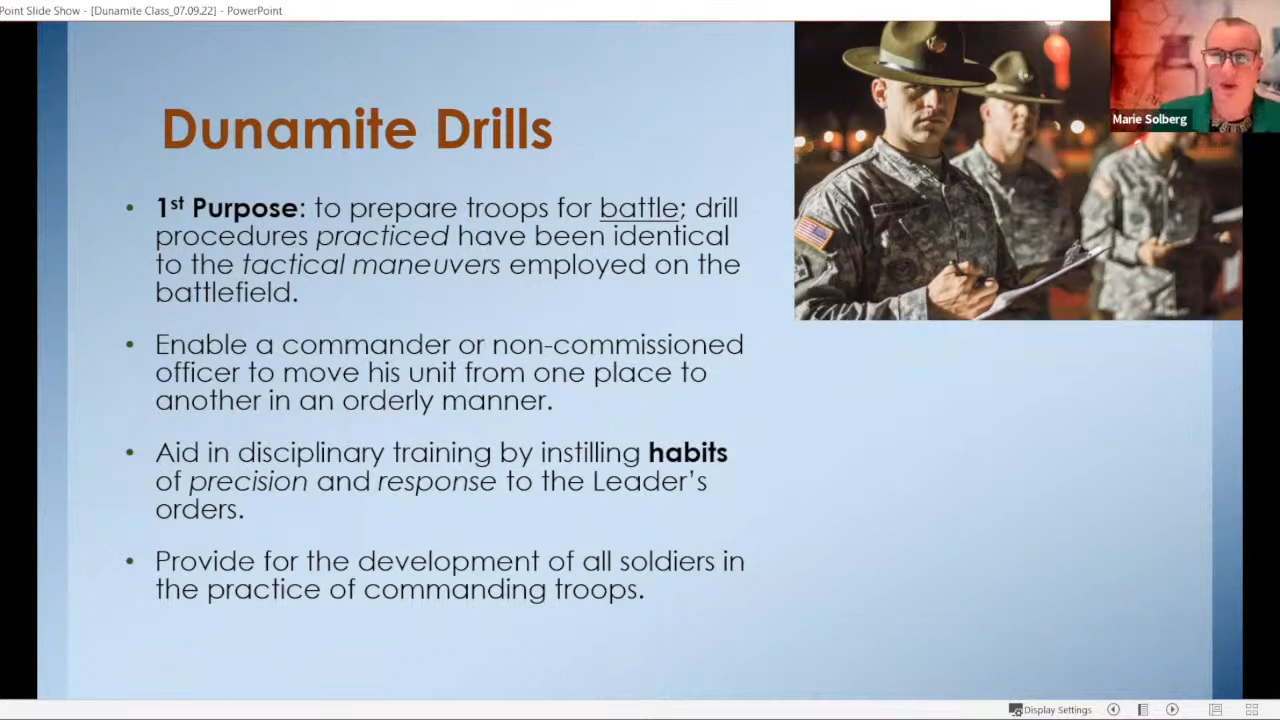 Point Slide Show - [Dunamite Class_07.09.22] - PowerPoint
Marie Solberg
Dunamite Drills
• 1st Purpose: to prepare troops for battle; drill
procedures practiced have been identical
to the tactical maneuvers employed on the
battlefield.
• Enable a commander or non-commissioned
officer to move his unit from one place to
another in an orderly manner.
• Aid in disciplinary training by instilling habits
of precision and response to the Leader’s
orders.
• Provide for the development of all soldiers in
the practice of commanding troops.
Display Settings